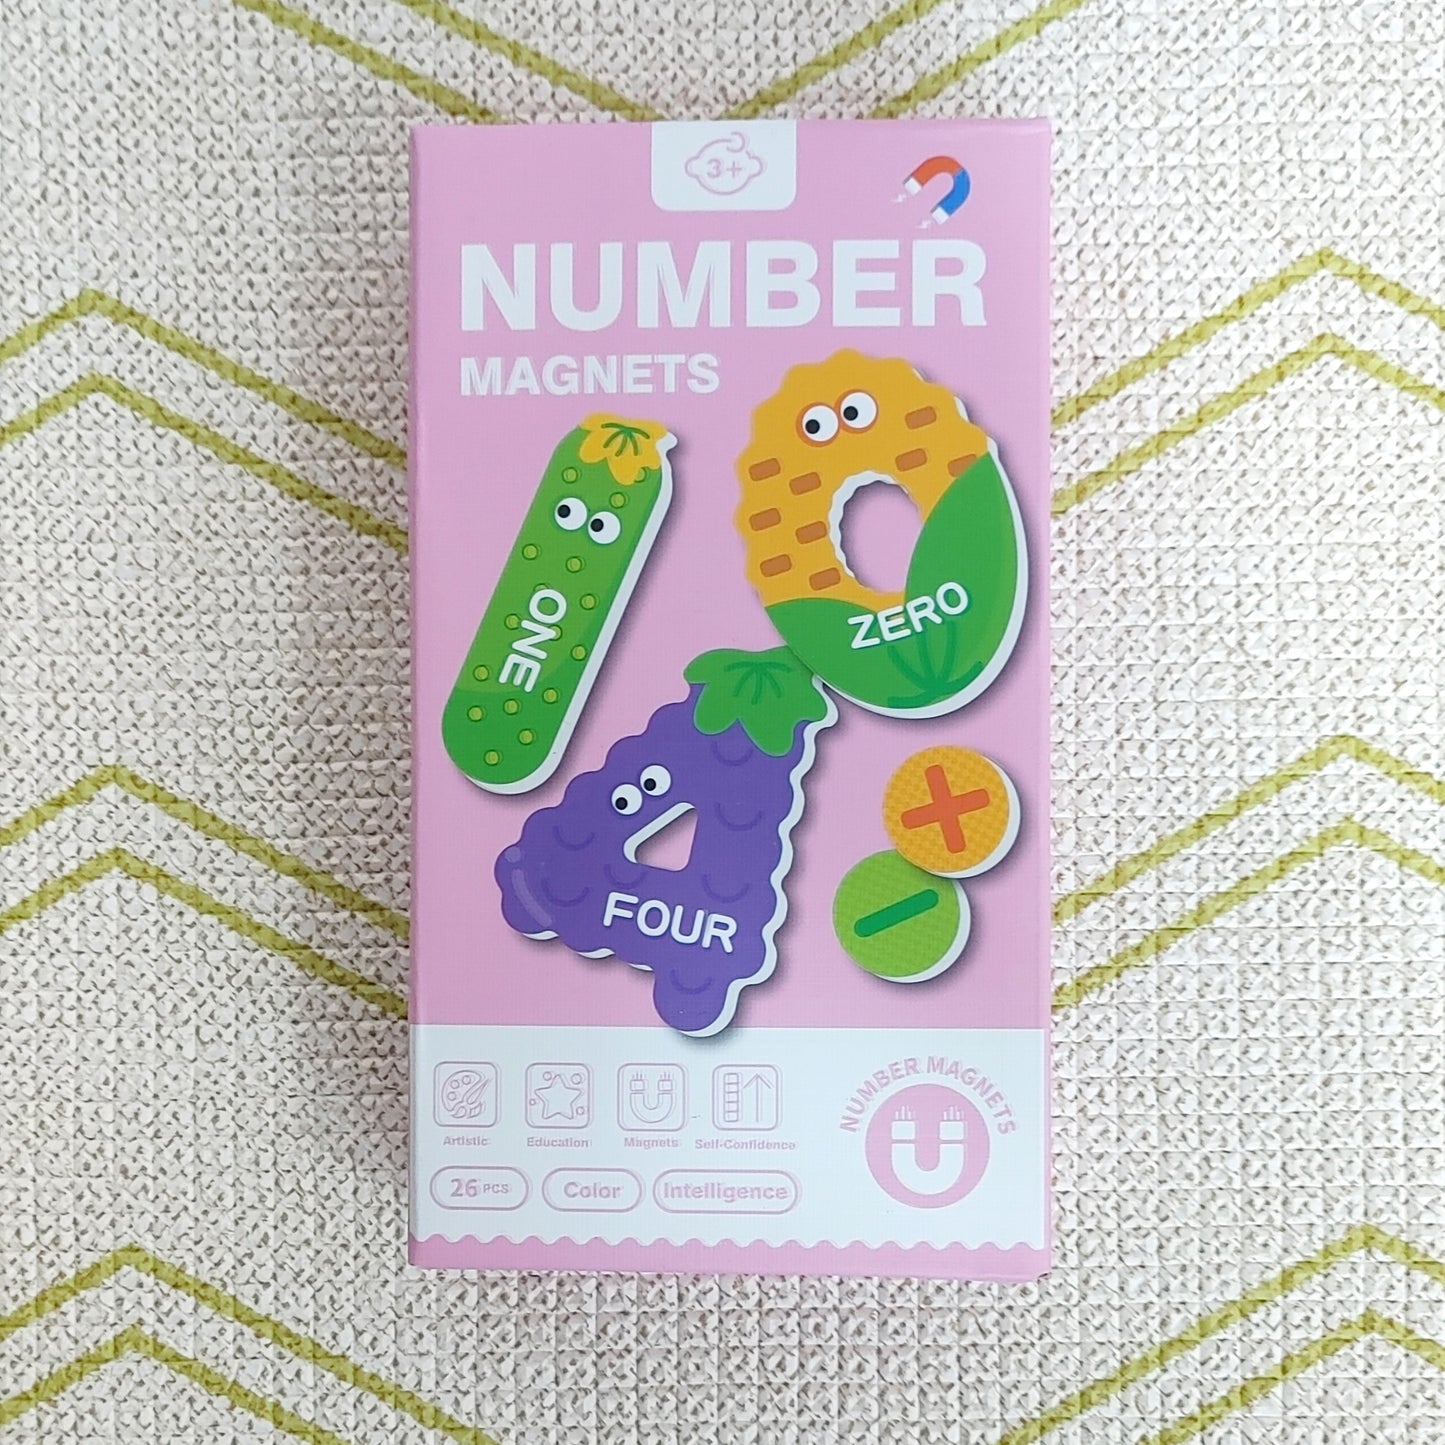 3+
NUMBER
MAGNETS
ONE
ZERO
FOUR
NUMBER MAGNETS
Artistic
Education
Magnets
Self-Confidence
26 PCS
Color
Intelligence